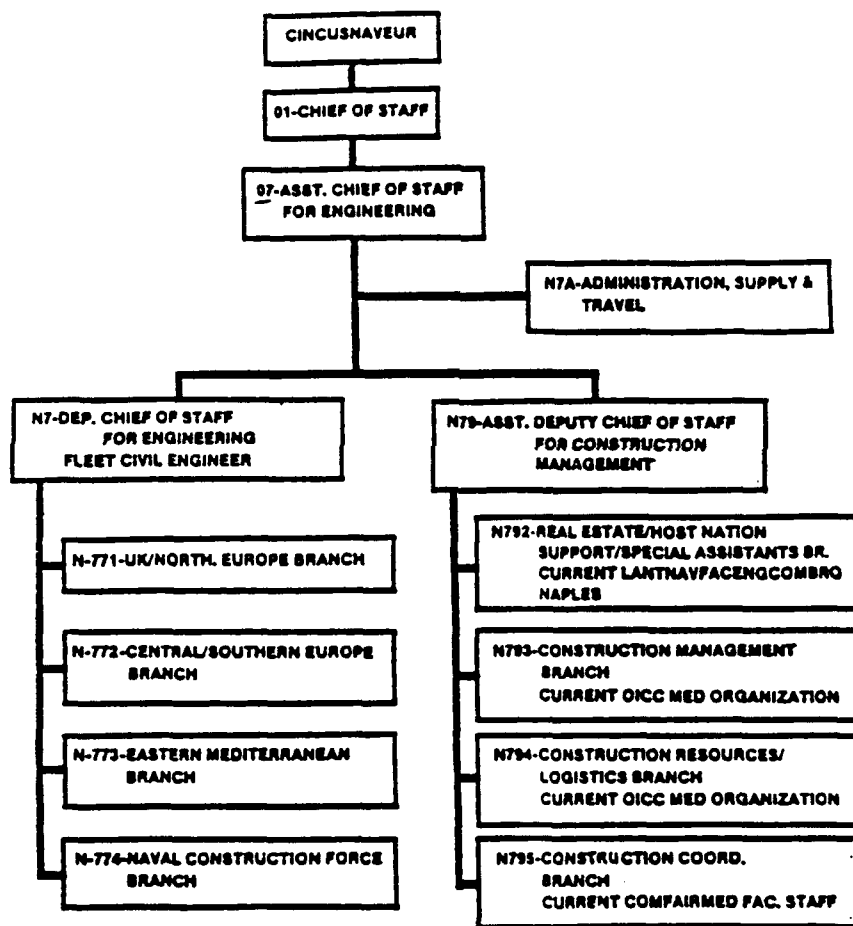 CINCUSNAVEUR
01-CHIEF OF STAFF
07-ASST. CHIEF OF STAFF
FOR ENGINEERING
N7A-ADMINISTRATION, SUPPLY &
TRAVEL
N7-DEP. CHIEF OF STAFF
FOR ENGINEERING
FLEET CIVIL ENGINEER
N-771-UK/NORTH. EUROPE BRANCH
N-772-CENTRAL/SOUTHERN EUROPE
BRANCH
N-773-EASTERN MEDITERRANEAN
BRANCH
N-774-NAVAL CONSTRUCTION FORCE
BRANCH
N79-ASST. DEPUTY CHIEF OF STAFF
FOR CONSTRUCTION
MANAGEMENT
N792-REAL ESTATE/HOST NATION
SUPPORT/SPECIAL ASSISTANTS BR.
CURRENT LANTNAVFACENGCOMBRO
NAPLES
N793-CONSTRUCTION MANAGEMENT
BRANCH
CURRENT OICC MED ORGANIZATION
N794-CONSTRUCTION RESOURCES/
LOGISTICS BRANCH
CURRENT OICC MED ORGANIZATION
N795-CONSTRUCTION COORD.
BRANCH
CURRENT COMFAIRMED FAC. STAFF